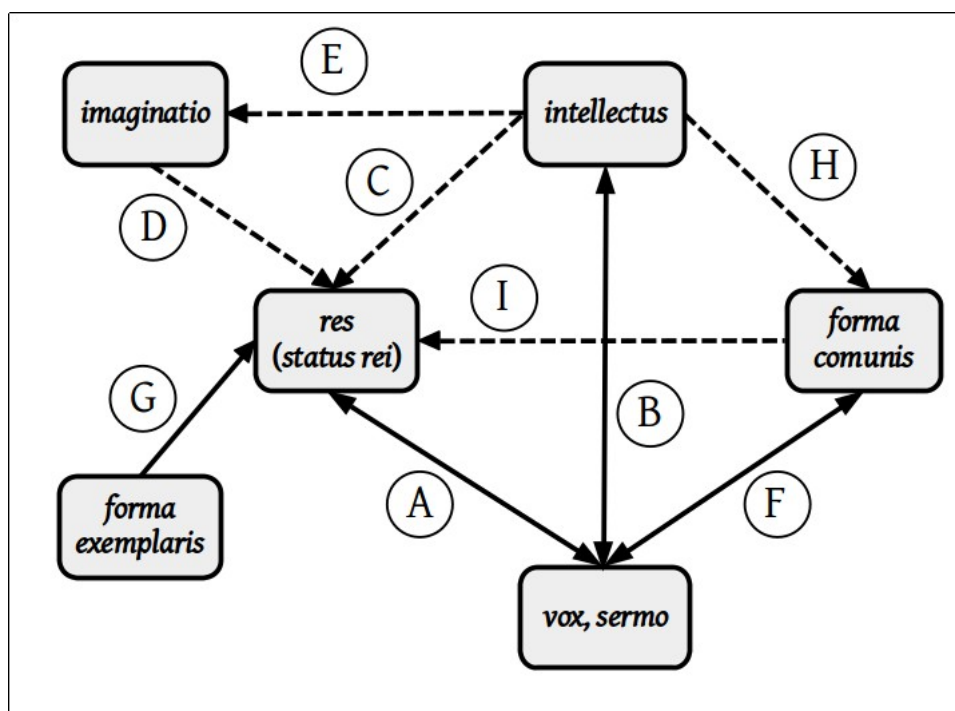 E
imaginatio
intellectus
C
H
D
I
res
(status rei)
forma
comunis
G
B
A
F
forma
exemplaris
vox, sermo